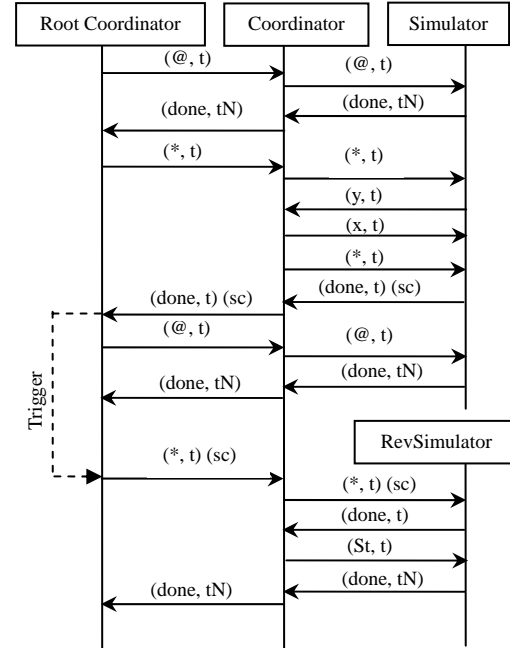 Root Coordinator
Coordinator
Simulator
(@, t)
(@, t)
(done, tN)
(done, tN)
(*, t)
(*, t)
(y, t)
(x, t)
(*, t)
(done, t) (sc)
(done, t) (sc)
(@, t)
(@, t)
(done, tN)
(done, tN)
Trigger
RevSimulator
(*, t) (sc)
(*, t) (sc)
(done, t)
(St, t)
(done, tN)
(done, tN)